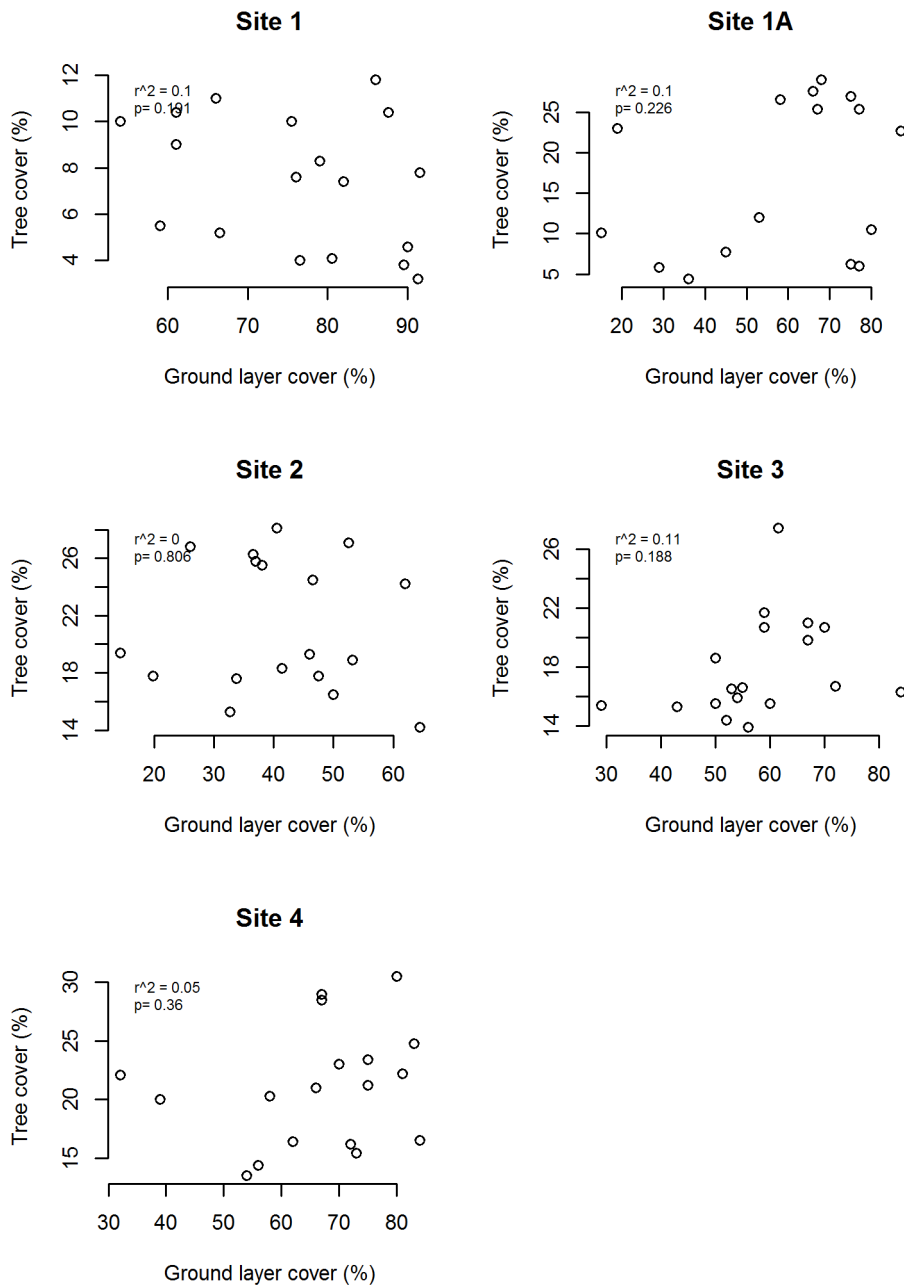 Site 1
r^2 = 0.1
p= 0.191
Tree cover (%)
12
10
8
6
4
60 70 80 90
Ground layer cover (%)
Site 1A
r^2 = 0.1
p= 0.226
Tree cover (%)
25
20
15
10
5
20 30 40 50 60 70 80
Ground layer cover (%)
Site 2
r^2 = 0
p= 0.806
Tree cover (%)
26
22
18
14
20 30 40 50 60
Ground layer cover (%)
Site 3
r^2 = 0.11
p= 0.188
Tree cover (%)
26
22
18
14
30 40 50 60 70 80
Ground layer cover (%)
Site 4
r^2 = 0.05
p= 0.36
Tree cover (%)
30
25
20
15
30 40 50 60 70 80
Ground layer cover (%)